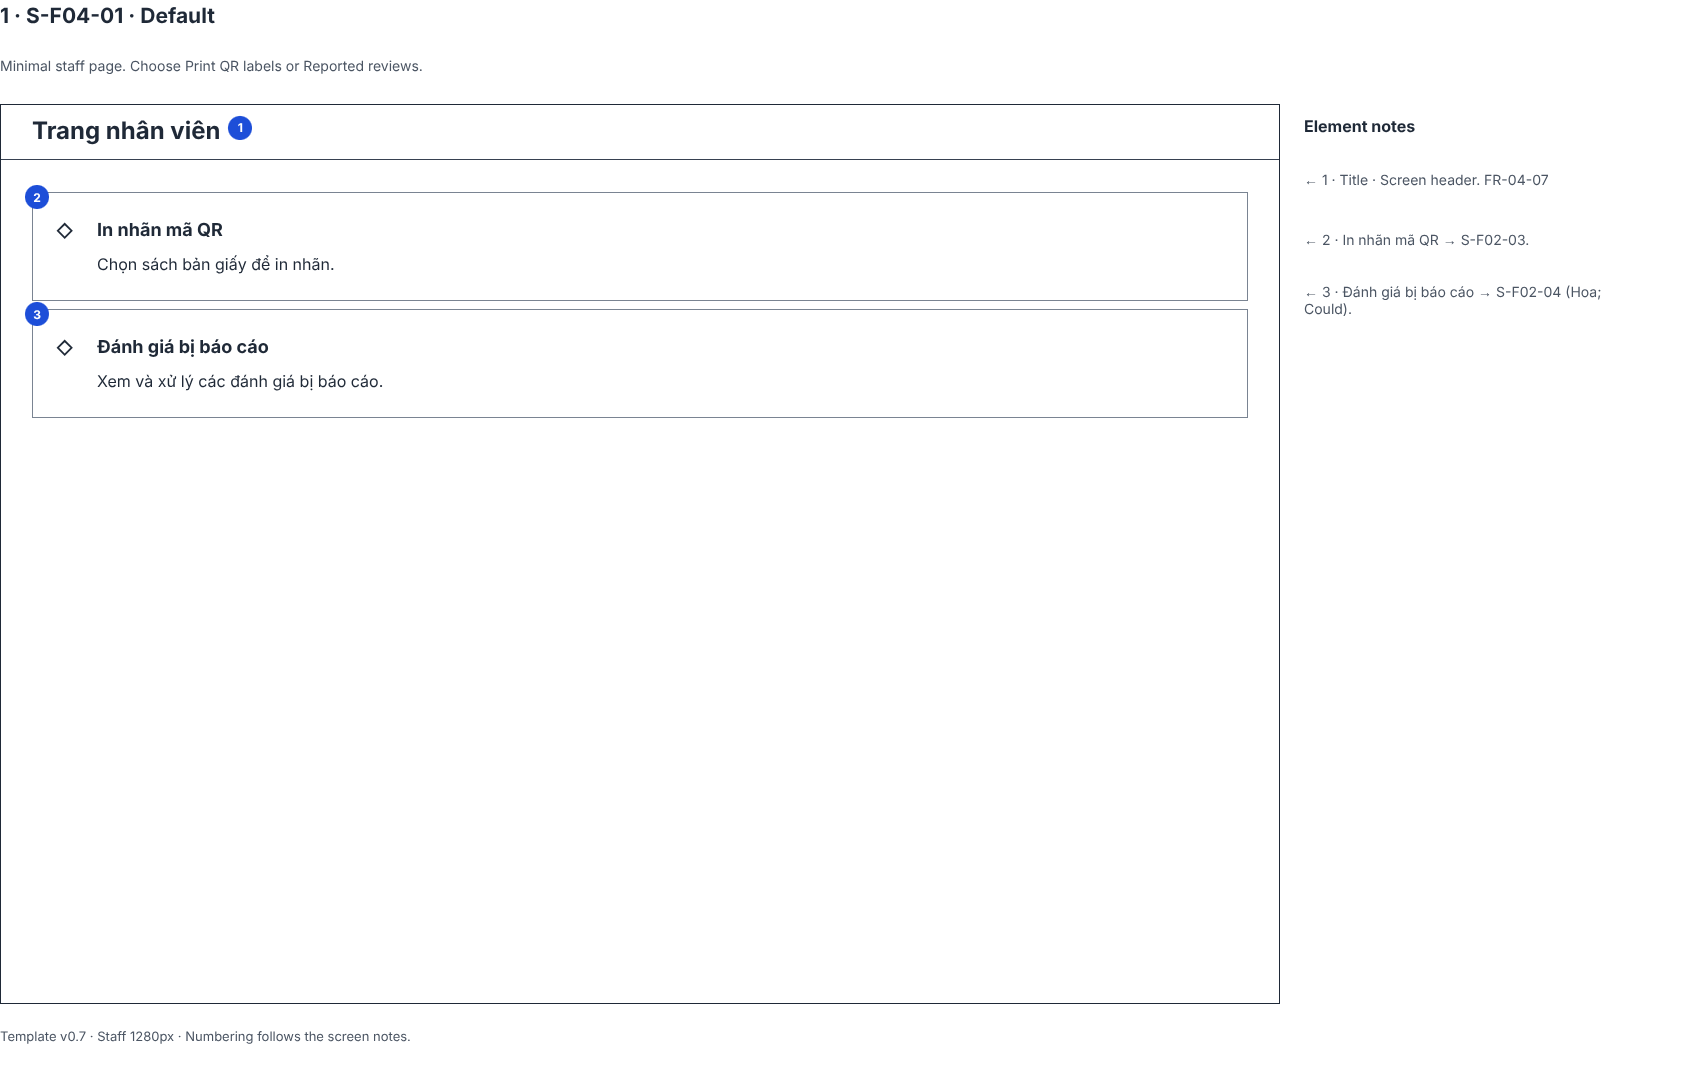 1 · S-F04-01 · Default
Minimal staff page. Choose Print QR labels or Reported reviews.
Trang nhân viên 1
2
In nhãn mã QR
Chọn sách bản giấy để in nhãn.
3
Đánh giá bị báo cáo
Xem và xử lý các đánh giá bị báo cáo.
Element notes
← 1 · Title · Screen header. FR-04-07
← 2 · In nhãn mã QR → S-F02-03.
← 3 · Đánh giá bị báo cáo → S-F02-04 (Hoa;
Could).
Template v0.7 · Staff 1280px · Numbering follows the screen notes.